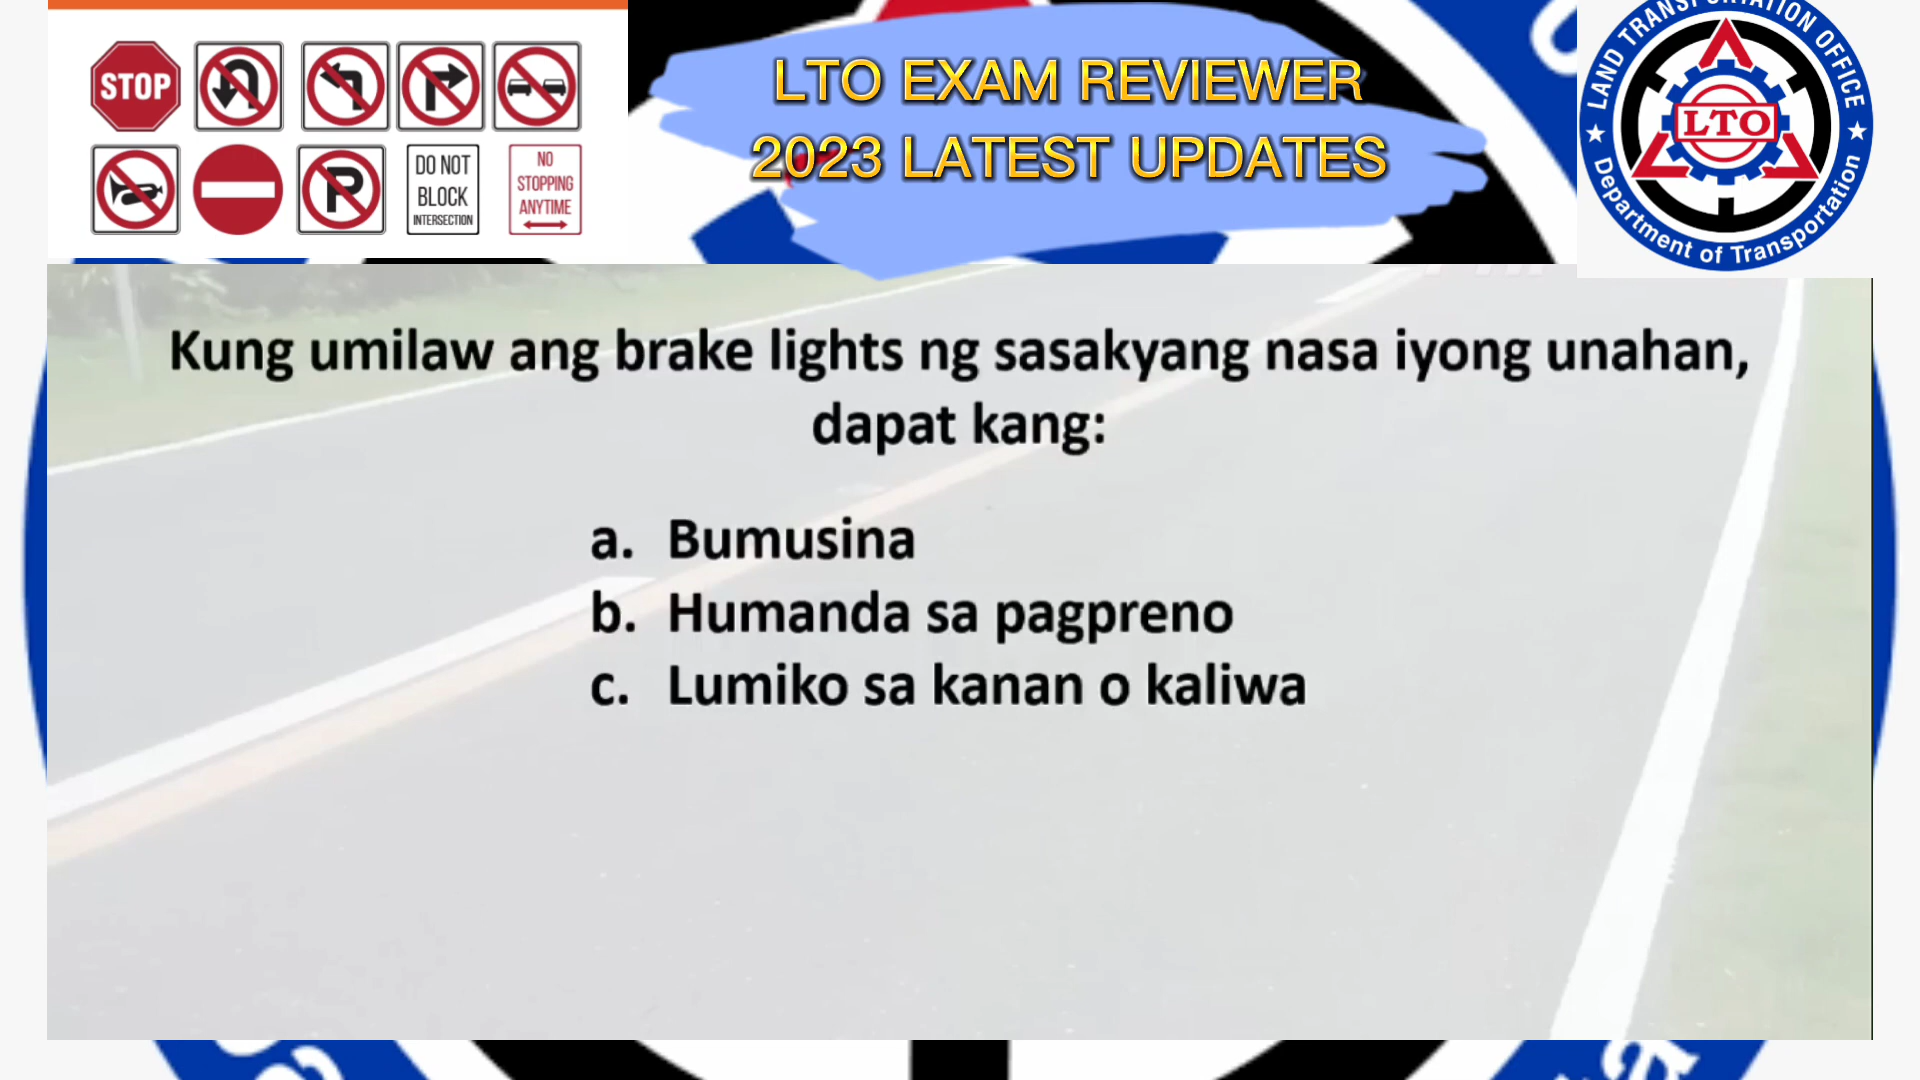 STOP
DO NOT
BLOCK
INTERSECTION
NO
STOPPING
ANYTIME
LTO EXAM REVIEWER
2023 LATEST UPDATES
LAND TRANSPORTATION OFFICE
LTO
Department of Transportation
Kung umilaw ang brake lights ng sasakyang nasa iyong unahan,
dapat kang:
a. Bumusina
b. Humanda sa pagpreno
c. Lumiko sa kanan o kaliwa